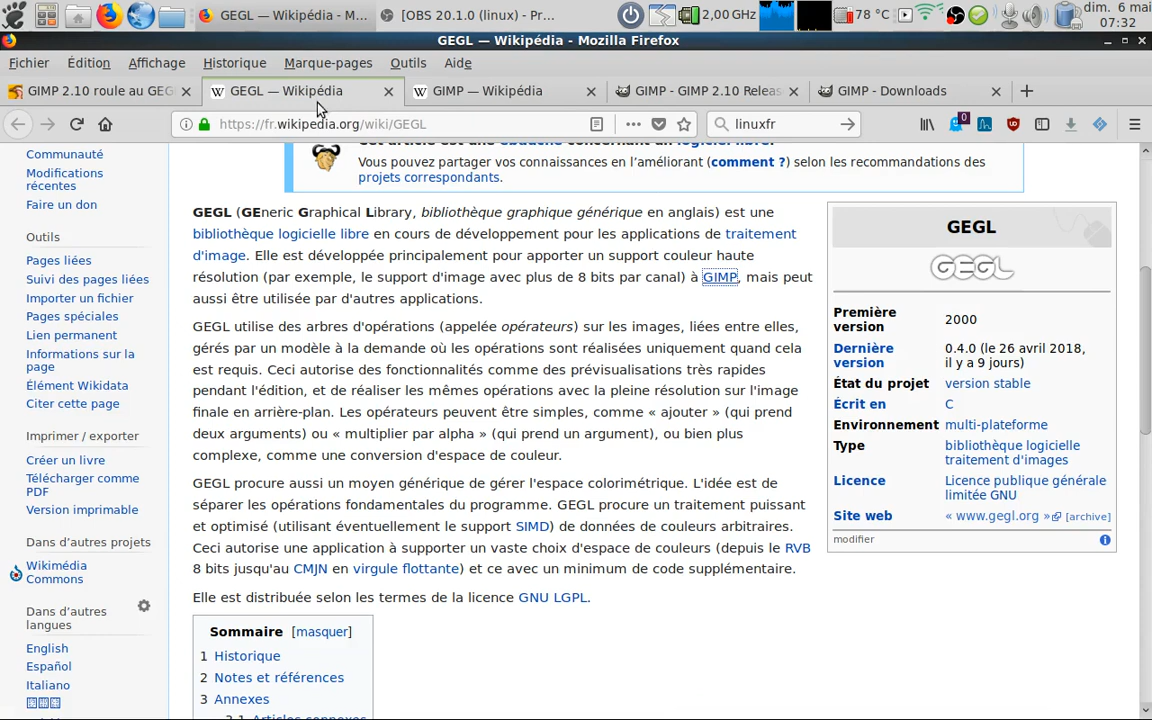 GEGL — Wikipédia - M...
[OBS 20.1.0 (linux) - Pr...
2,00 GHz
78 °C
dim. 6 mai
07:32
GEGL — Wikipédia - Mozilla Firefox
Fichier Édition Affichage Historique Marque-pages Outils Aide
GIMP 2.10 roule au GEG
GEGL — Wikipédia
GIMP — Wikipédia
GIMP - GIMP 2.10 Releas
GIMP - Downloads
https://fr.wikipedia.org/wiki/GEGL
linuxfr
0
Communauté
Modifications
récentes
Faire un don
Outils
Pages liées
Suivi des pages liées
Importer un fichier
Pages spéciales
Lien permanent
Informations sur la
page
Élément Wikidata
Citer cette page
Imprimer / exporter
Créer un livre
Télécharger comme
PDF
Version imprimable
Dans d'autres projets
Wikimédia
Commons
Dans d'autres
langues
English
Español
Italiano
Cet article est une ébauche concernant un logiciel libre.
Vous pouvez partager vos connaissances en l'améliorant (comment ?) selon les recommandations des
projets correspondants.
GEGL (GEneric Graphical Library, bibliothèque graphique générique en anglais) est une
bibliothèque logicielle libre en cours de développement pour les applications de traitement
d'image. Elle est développée principalement pour apporter un support couleur haute
résolution (par exemple, le support d'image avec plus de 8 bits par canal) à GIMP, mais peut
aussi être utilisée par d'autres applications.
GEGL utilise des arbres d'opérations (appelée opérateurs) sur les images, liées entre elles,
gérés par un modèle à la demande où les opérations sont réalisées uniquement quand cela
est requis. Ceci autorise des fonctionnalités comme des prévisualisations très rapides
pendant l'édition, et de réaliser les mêmes opérations avec la pleine résolution sur l'image
finale en arrière-plan. Les opérateurs peuvent être simples, comme « ajouter » (qui prend
deux arguments) ou « multiplier par alpha » (qui prend un argument), ou bien plus
complexe, comme une conversion d'espace de couleur.
GEGL procure aussi un moyen générique de gérer l'espace colorimétrique. L'idée est de
séparer les opérations fondamentales du programme. GEGL procure un traitement puissant
et optimisé (utilisant éventuellement le support SIMD) de données de couleurs arbitraires.
Ceci autorise une application à supporter un vaste choix d'espace de couleurs (depuis le RVB
8 bits jusqu'au CMJN en virgule flottante) et ce avec un minimum de code supplémentaire.
Elle est distribuée selon les termes de la licence GNU LGPL.
Sommaire [masquer]
1 Historique
2 Notes et références
3 Annexes
3.1 Articles connexes
GEGL
GEGL
Première
version
2000
Dernière
version
0.4.0 (le 26 avril 2018,
il y a 9 jours)
État du projet version stable
Écrit en C
Environnement multi-plateforme
Type bibliothèque logicielle
traitement d'images
Licence Licence publique générale
limitée GNU
Site web « www.gegl.org » [archive]
modifier